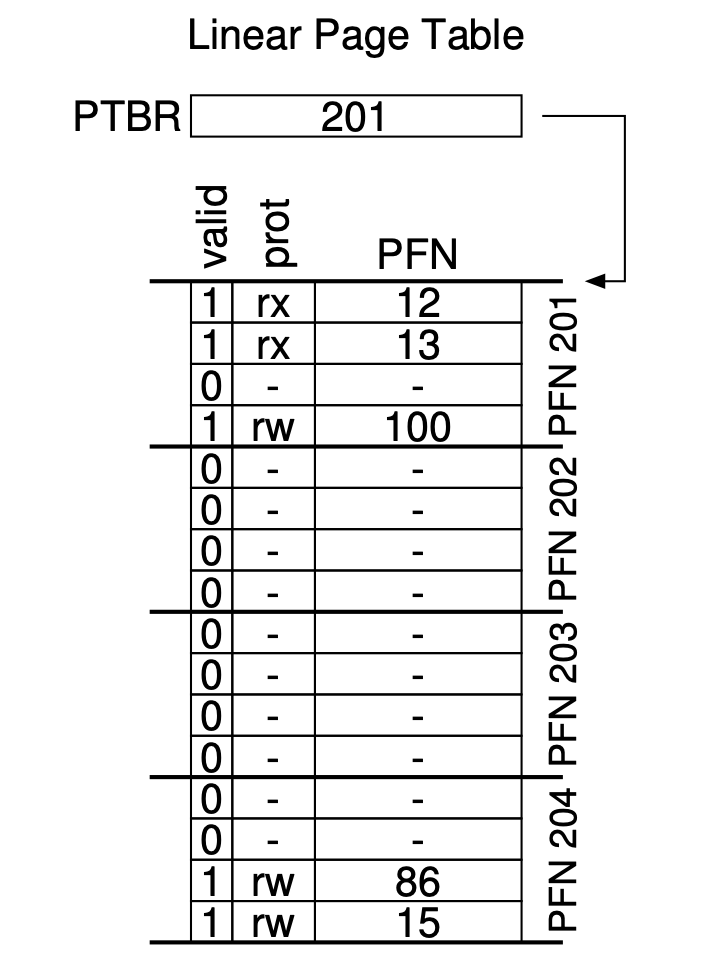 Linear Page Table
PTBR 201
valid prot PFN
1 rx 12
1 rx 13
0 - -
1 rw 100
PFN 201
0 - -
0 - -
0 - -
0 - -
PFN 202
0 - -
0 - -
0 - -
0 - -
PFN 203
0 - -
0 - -
1 rw 86
1 rw 15
PFN 204